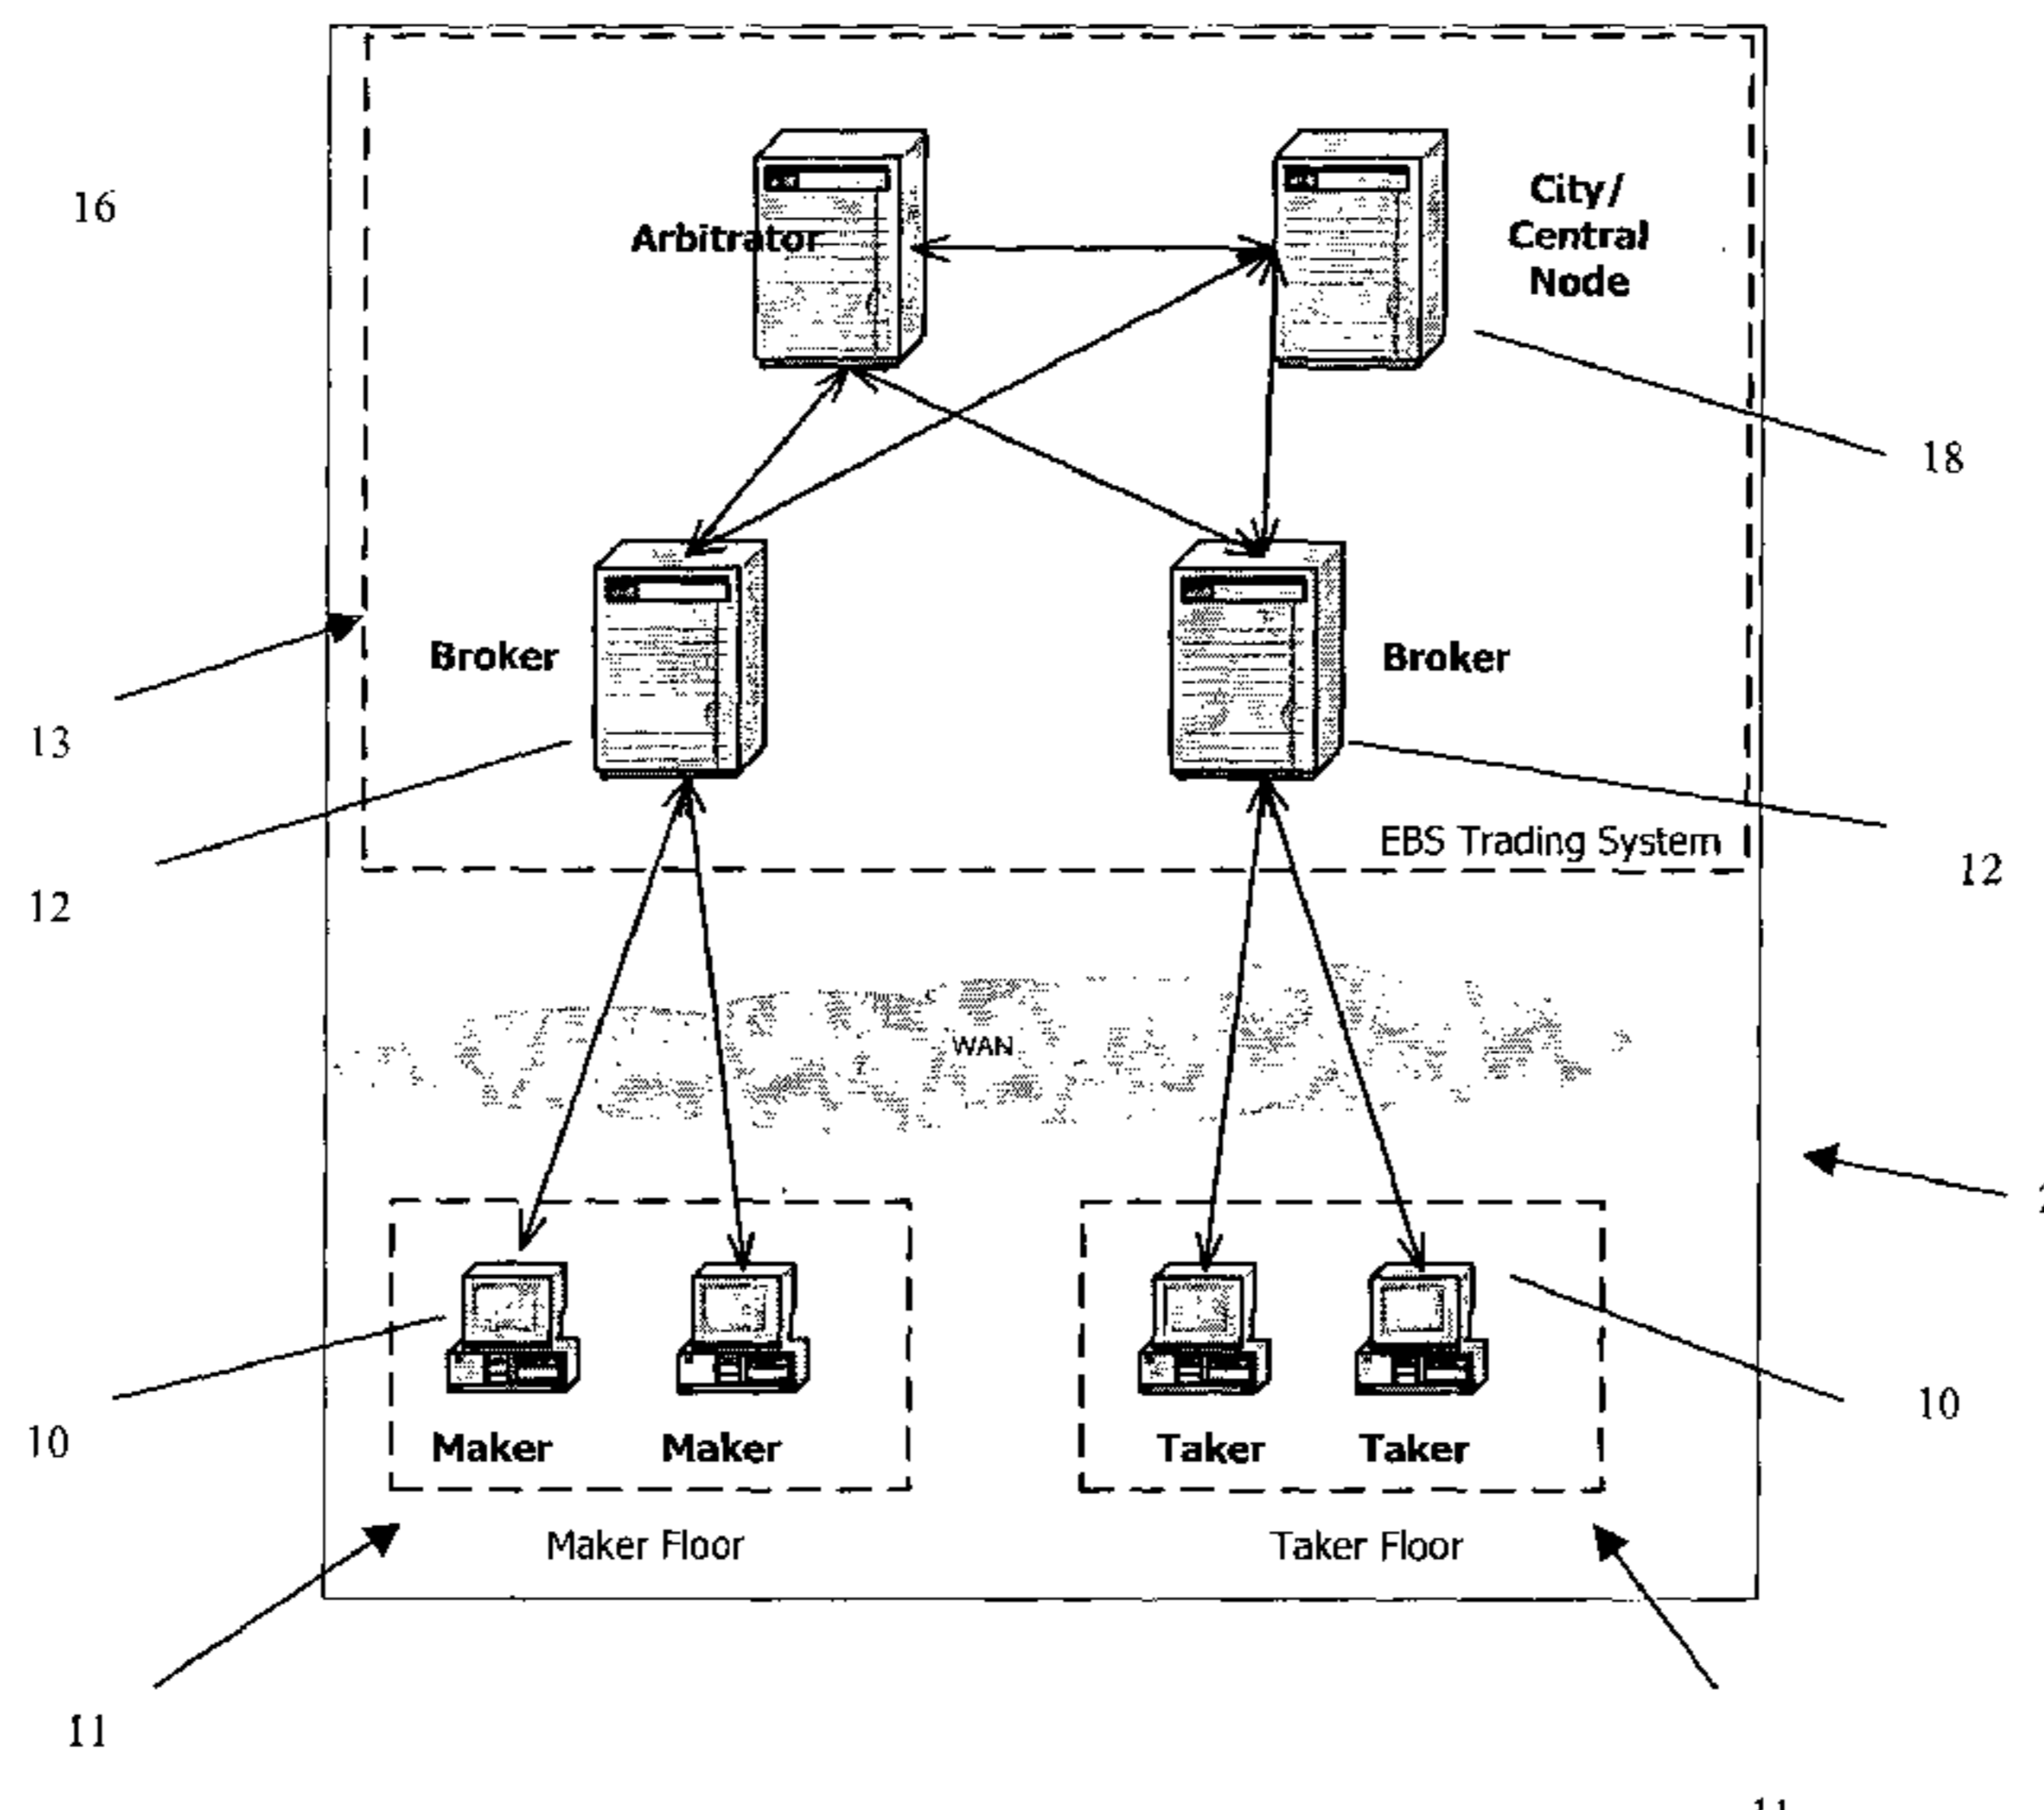 16
Arbitrator
City/
Central
Node
18
13
Broker
Broker
12
EBS Trading System
12
WAN
10
Maker
Maker
Taker
Taker
10
Maker Floor
Taker Floor
11
11